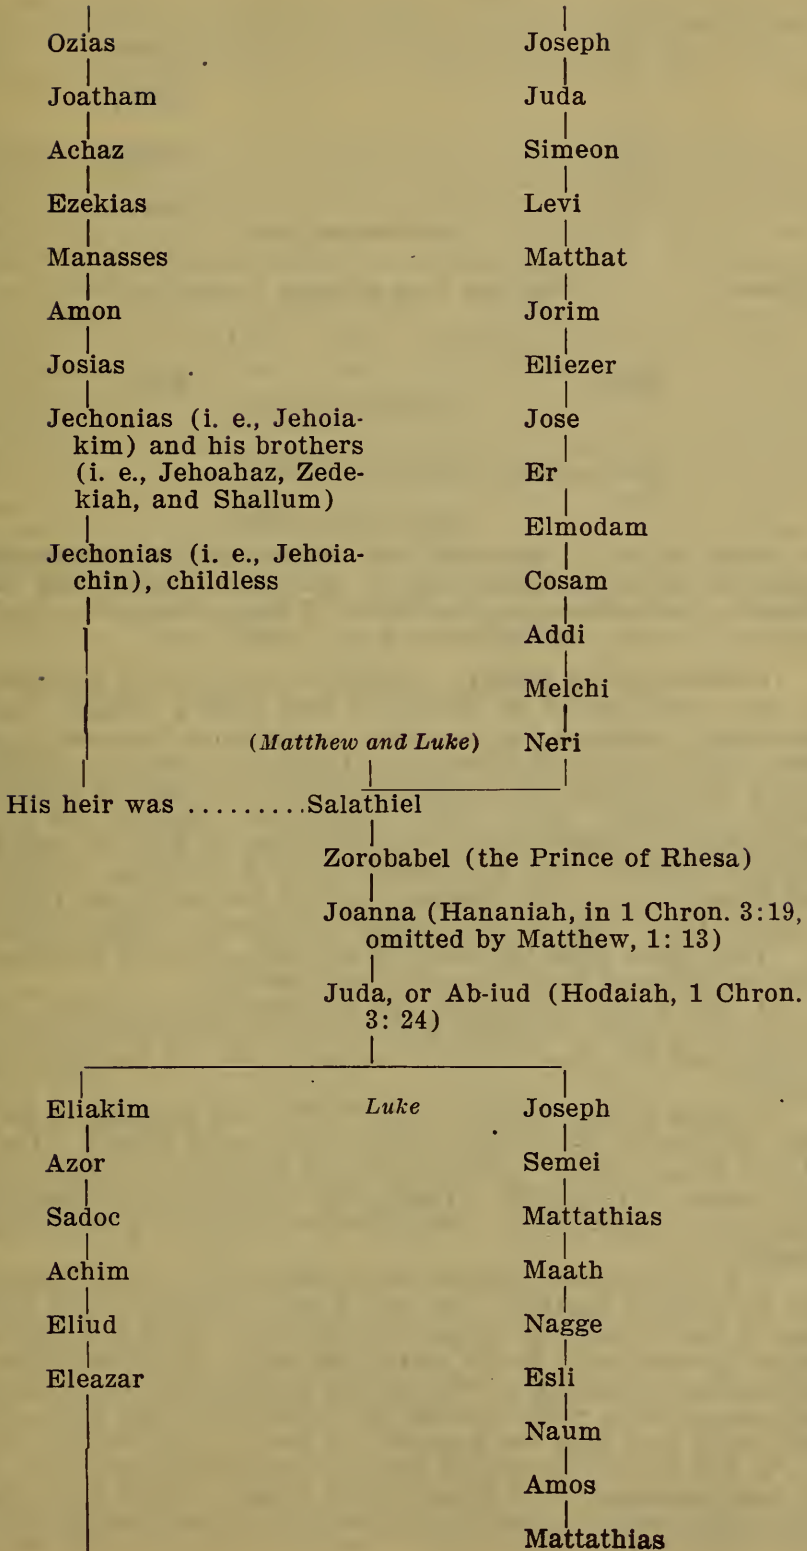 Ozias
Joatham
Achaz
Ezekias
Manasses
Amon
Josias
Jechonias (i. e., Jehoia-
kim) and his brothers
(i. e., Jehoahaz, Zede-
kiah, and Shallum)
Jechonias (i. e., Jehoia-
chin), childless
Joseph
Juda
Simeon
Levi
Matthat
Jorim
Eliezer
Jose
Er
Elmodam
Cosam
Addi
Melchi
(Matthew and Luke) Neri
His heir was .........Salathiel
Zorobabel (the Prince of Rhesa)
Joanna (Hananiah, in 1 Chron. 3:19,
omitted by Matthew, 1: 13)
Juda, or Ab-iud (Hodaiah, 1 Chron.
3: 24)
Eliakim
Azor
Sadoc
Achim
Eliud
Eleazar
Luke
Joseph
Semei
Mattathias
Maath
Nagge
Esli
Naum
Amos
Mattathias